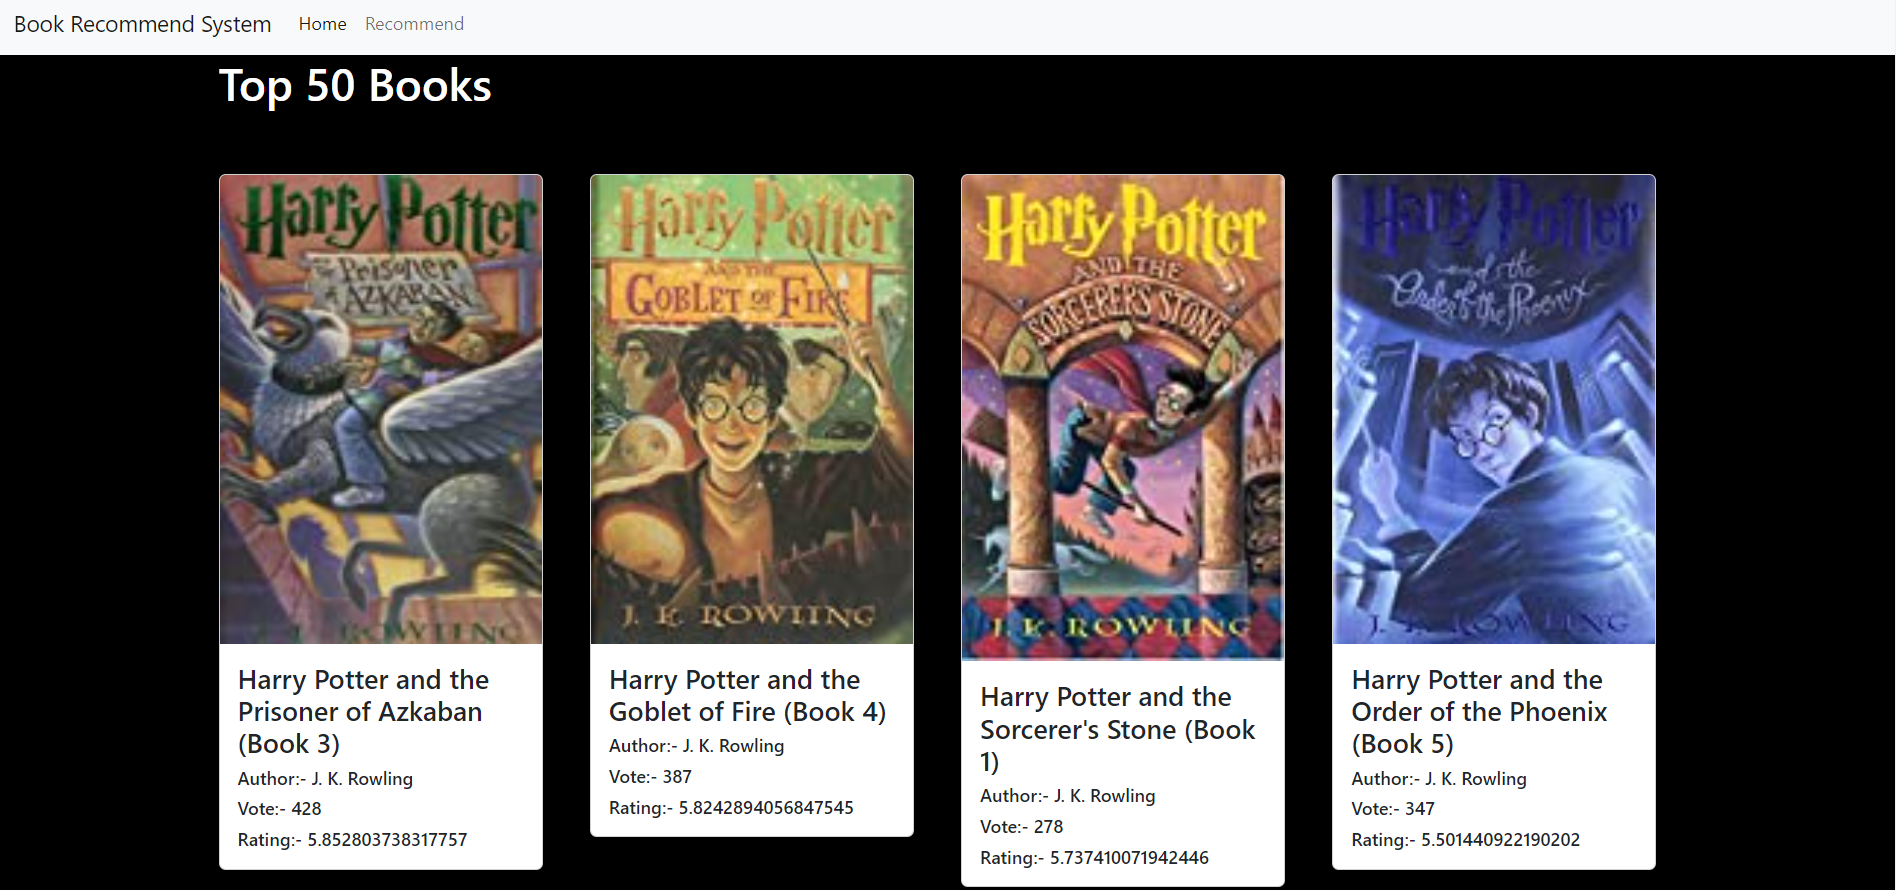 Book Recommend System Home Recommend
Top 50 Books
Harry Potter
The Prisoner
of AZKABAN
J. K. ROWLING
Harry Potter and the
Prisoner of Azkaban
(Book 3)
Author:- J. K. Rowling
Vote:- 428
Rating:- 5.852803738317757
Harry Potter
AND THE
GOBLET OF FIRE
J. K. ROWLING
Harry Potter and the
Goblet of Fire (Book 4)
Author:- J. K. Rowling
Vote:- 387
Rating:- 5.8242894056847545
Harry Potter
AND THE
SORCERER'S STONE
J. K. ROWLING
Harry Potter and the
Sorcerer's Stone (Book
1)
Author:- J. K. Rowling
Vote:- 278
Rating:- 5.737410071942446
Harry Potter
and the
Order of the Phoenix
J. K. ROWLING
Harry Potter and the
Order of the Phoenix
(Book 5)
Author:- J. K. Rowling
Vote:- 347
Rating:- 5.501440922190202